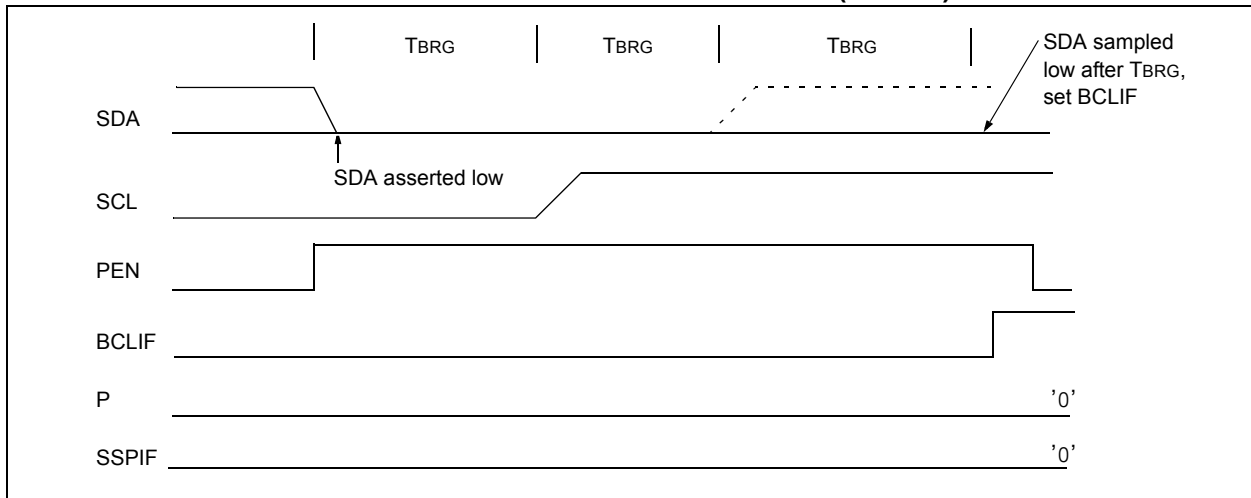 TBRG TBRG TBRG
SDA sampled
low after TBRG,
set BCLIF
SDA
SDA asserted low
SCL
PEN
BCLIF
P '0'
SSPIF '0'